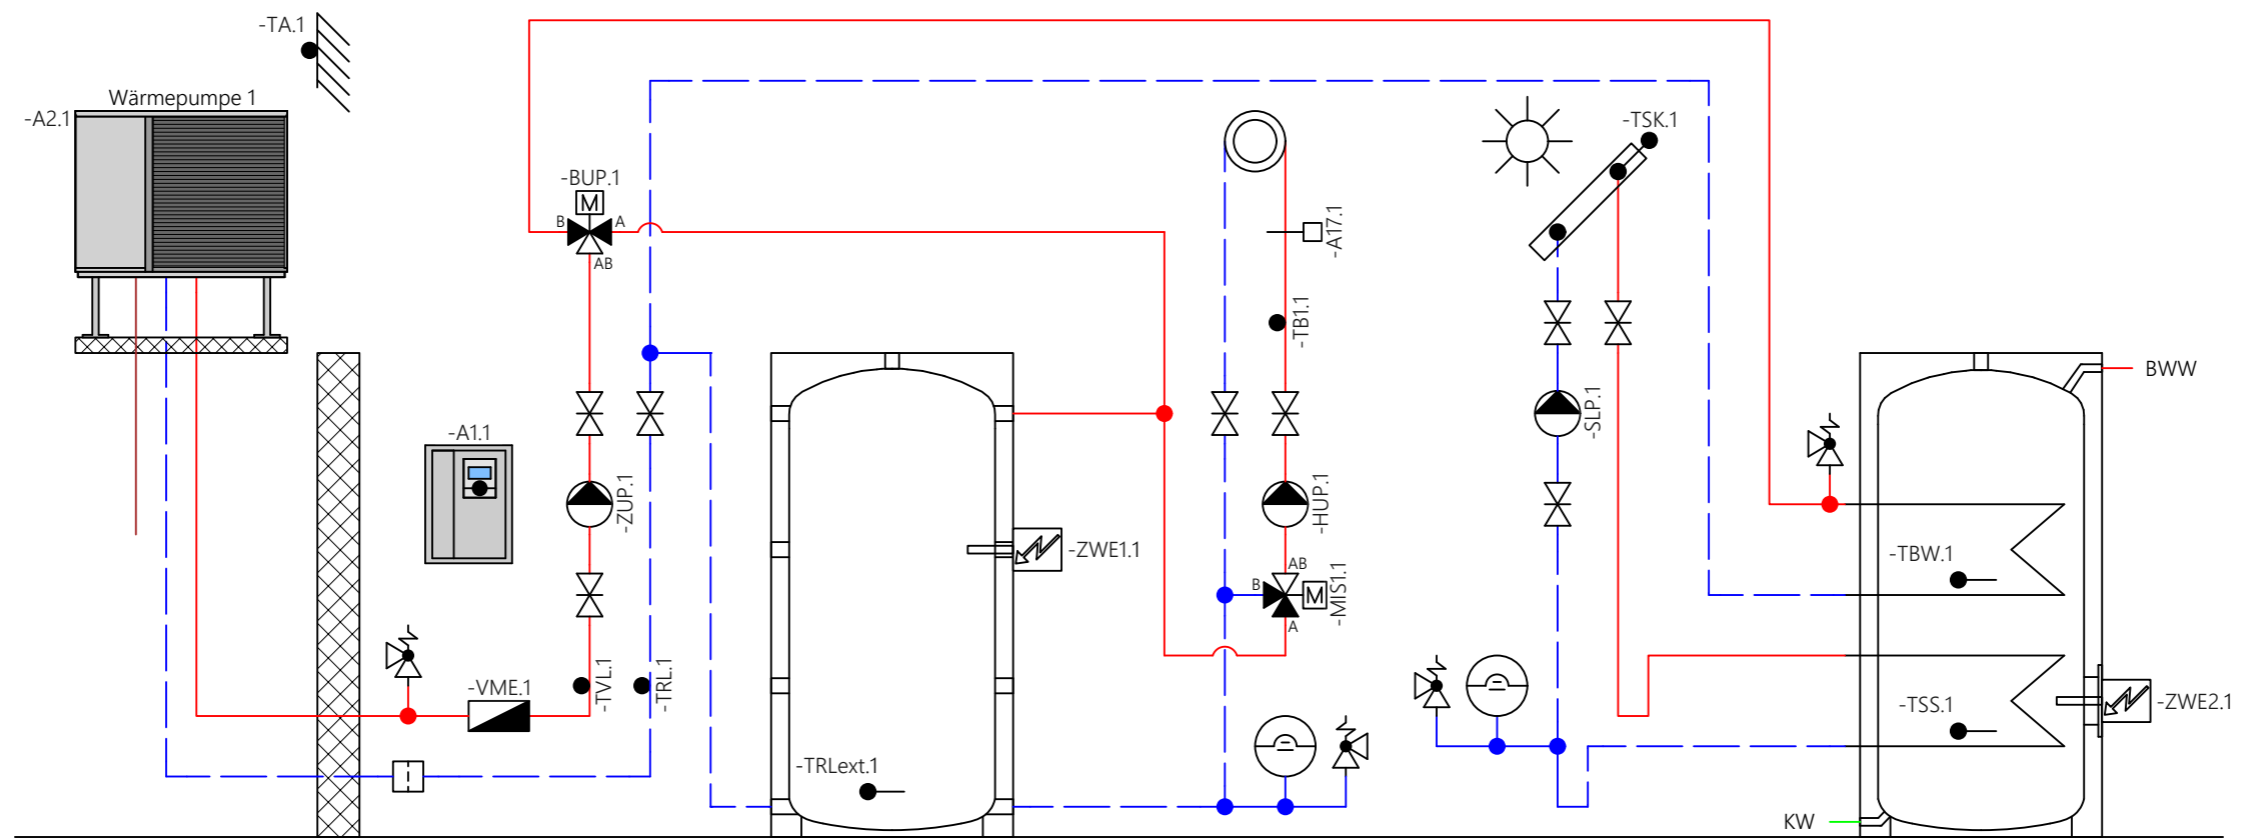 -TA.1
Wärmepumpe 1
-A2.1
-TSK.1
-BUP.1
M
B
A
AB
-A17.1
-TB1.1
BWW
-A1.1
-ZUP.1
-HUP.1
-SLP.1
-ZWE1.1
-TBW.1
AB
B
M
A
-MIS1.1
-VME.1
-TVL.1
-TRL.1
-TSS.1
-ZWE2.1
-TRLext.1
KW